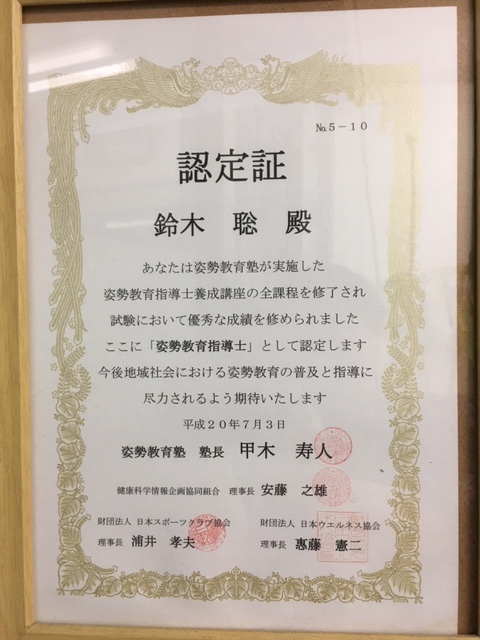 №5－10
認定証
鈴木 聡 殿
あなたは姿勢教育塾が実施した
姿勢教育指導士養成講座の全課程を修了され
試験において優秀な成績を修められました
ここに「姿勢教育指導士」として認定します
今後地域社会における姿勢教育の普及と指導に
尽力されるよう期待いたします
平成２０年７月３日
姿勢教育塾 塾長 甲木 寿人
健康科学情報企画協同組合 理事長 安藤 之雄
財団法人 日本スポーツクラブ協会 財団法人 日本ウエルネス協会
理事長 浦井 孝夫 理事長 惠藤 憲二